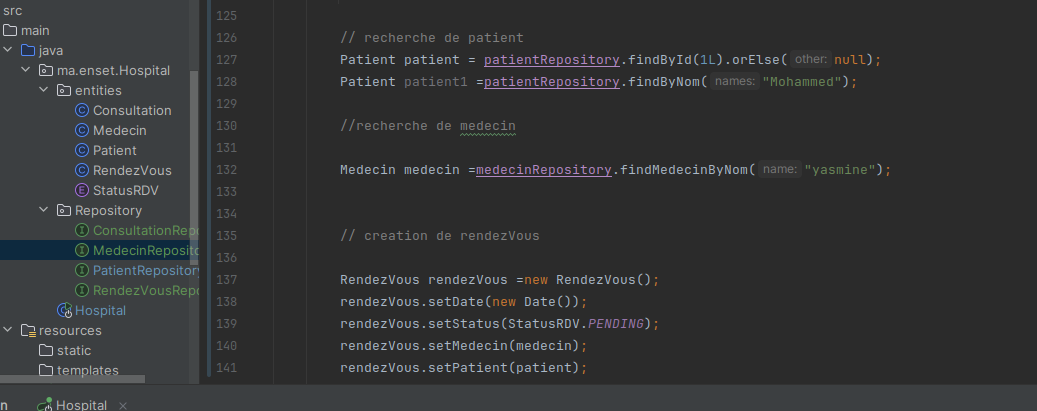 src
main
java
ma.enset.Hospital
entities
Consultation
Medecin
Patient
RendezVous
StatusRDV
Repository
ConsultationRepo
MedecinReposito
PatientRepository
RendezVousRepo
Hospital
resources
static
templates
125
126 // recherche de patient
127 Patient patient = patientRepository.findById(1L).orElse( other: null);
128 Patient patient1 =patientRepository.findByNom( names: "Mohammed");
129
130 //recherche de medecin
131
132 Medecin medecin =medecinRepository.findMedecinByNom( name: "yasmine");
133
134
135 // creation de rendezVous
136
137 RendezVous rendezVous =new RendezVous();
138 rendezVous.setDate(new Date());
139 rendezVous.setStatus(StatusRDV.PENDING);
140 rendezVous.setMedecin(medecin);
141 rendezVous.setPatient(patient);
n Hospital ×